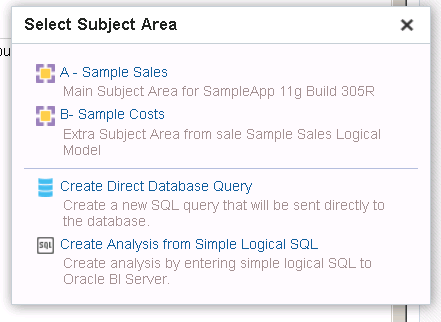 Select Subject Area
A - Sample Sales
Main Subject Area for SampleApp 11g Build 305R
B- Sample Costs
Extra Subject Area from sale Sample Sales Logical
Model
Create Direct Database Query
Create a new SQL query that will be sent directly to
the database.
SQL
Create Analysis from Simple Logical SQL
Create analysis by entering simple logical SQL to
Oracle BI Server.